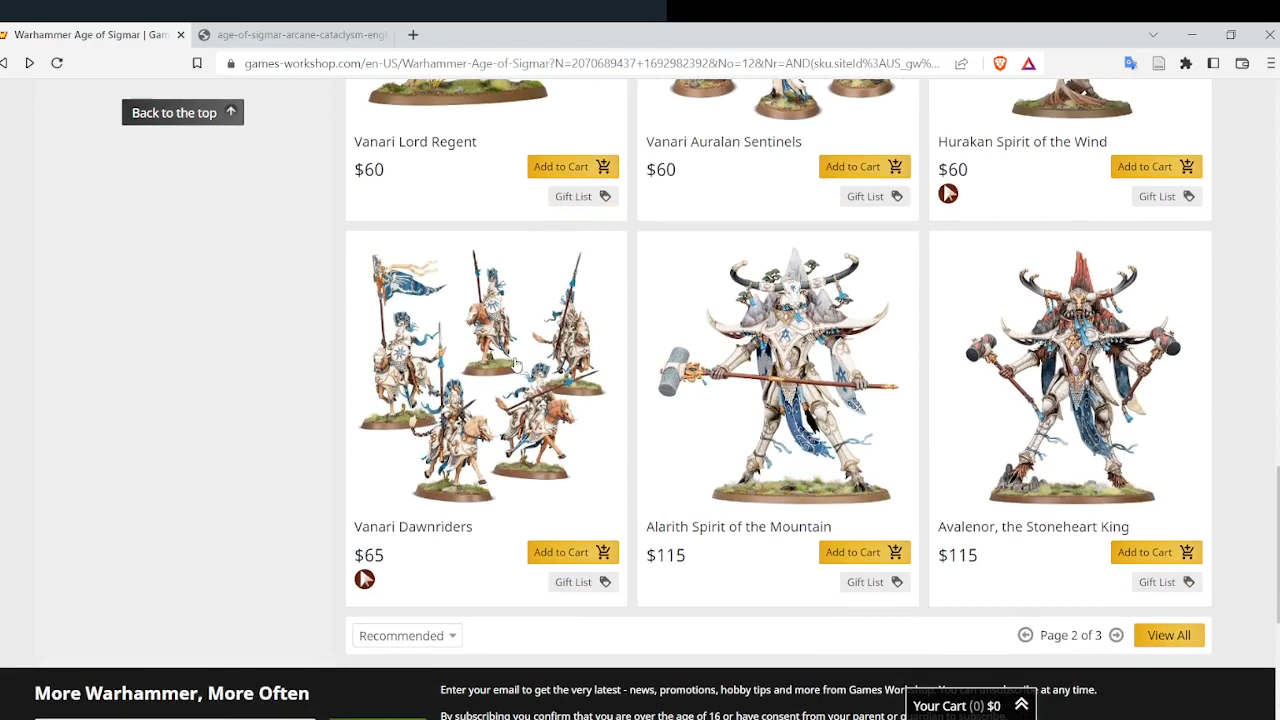 Warhammer Age of Sigmar | Gam
age-of-sigmar-arcane-cataclysm-engl
games-workshop.com/en-US/Warhammer-Age-of-Sigmar?N=2070689437+1692982392&No=12&Nr=AND(sku.siteId%3AUS_gw%...
Back to the top
Vanari Lord Regent
$60
Add to Cart
Gift List
Vanari Auralan Sentinels
$60
Add to Cart
Gift List
Hurakan Spirit of the Wind
$60
Add to Cart
Gift List
Vanari Dawnriders
$65
Add to Cart
Gift List
Alarith Spirit of the Mountain
$115
Add to Cart
Gift List
Avalenor, the Stoneheart King
$115
Add to Cart
Gift List
Recommended
Page 2 of 3
View All
More Warhammer, More Often
Enter your email to get the very latest - news, promotions, hobby tips and more from Games Workshop. You can unsubscribe at any time.
By subscribing you confirm that you are over the age of 16 or have consent from your parent or guardian to subscribe.
Your Cart (0) $0